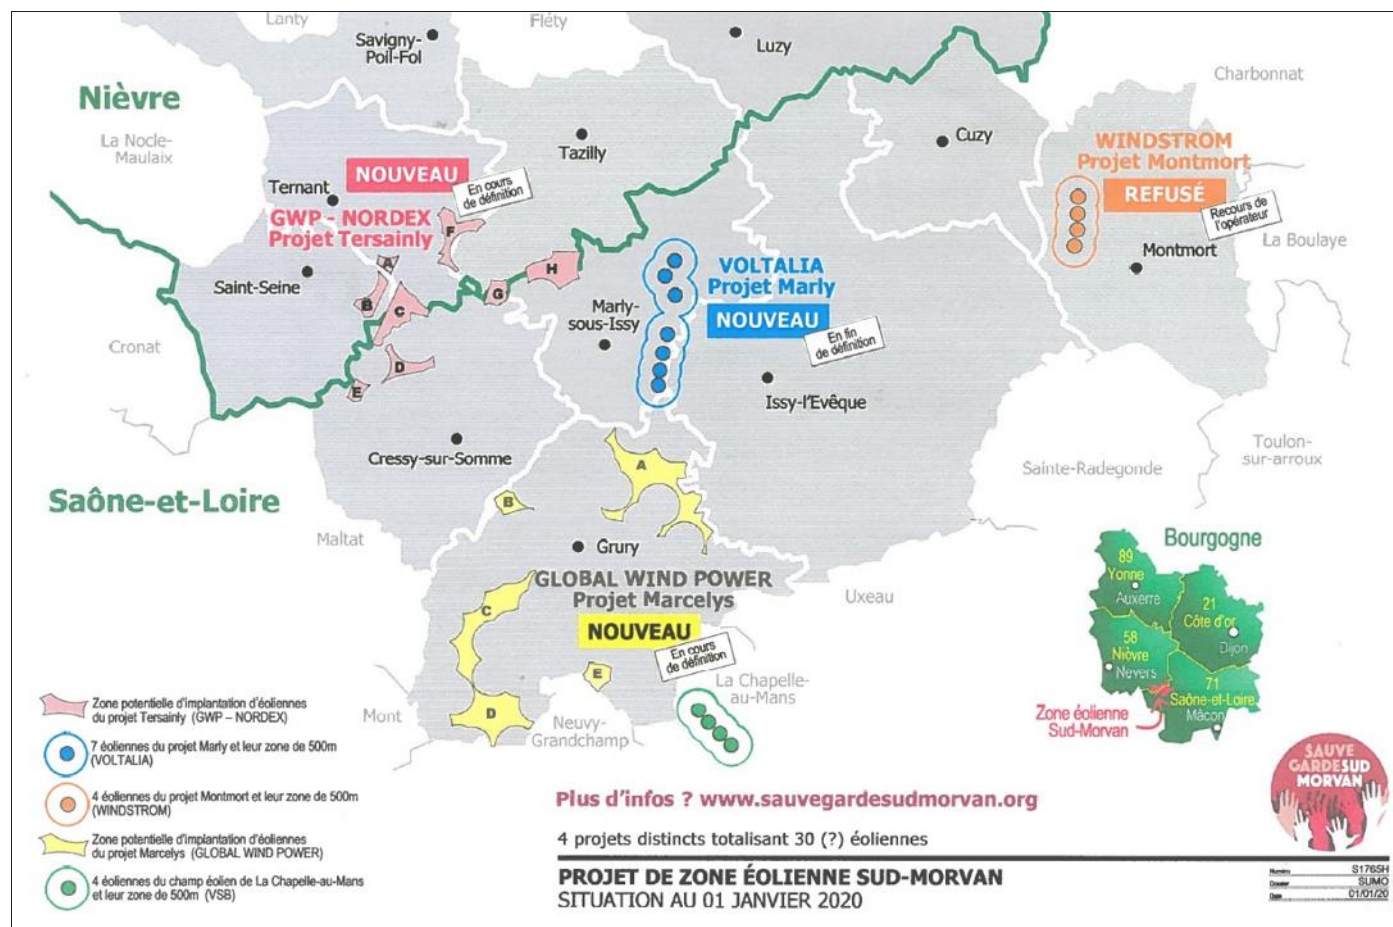 Lanty
Fléty
Savigny-
Poil-Fol
Luzy
Charbonnat
Nièvre
La Nocle-
Maulaix
Tazilly
Cuzy
WINDSTROM
Projet Montmort
REFUSÉ
Recours de
l'opérateur
NOUVEAU
En cours
de définition
Ternant
GWP - NORDEX
Projet Tersainly
F
La Boulaye
Montmort
A
Saint-Seine
B
C
G
H
VOLTALIA
Projet Marly
NOUVEAU
En fin
de définition
Marly-
sous-Issy
Cronat
D
E
Issy-l'Evêque
Cressy-sur-Somme
Toulon-
sur-arroux
Sainte-Radegonde
Saône-et-Loire
A
B
Maltat
Grury
GLOBAL WIND POWER
Projet Marcelys
NOUVEAU
En cours
de définition
Uxeau
C
E
D
La Chapelle-
au-Mans
Mont
Neuvy-
Grandchamp
Bourgogne
89
Yonne
Auxerre
21
Côte d'or
Dijon
58
Nièvre
Nevers
71
Saône-et-Loire
Mâcon
Zone éolienne
Sud-Morvan
Zone potentielle d'implantation d'éoliennes
du projet Tersainly (GWP – NORDEX)
7 éoliennes du projet Marly et leur zone de 500m
(VOLTALIA)
4 éoliennes du projet Montmort et leur zone de 500m
(WINDSTROM)
Zone potentielle d'implantation d'éoliennes
du projet Marcelys (GLOBAL WIND POWER)
4 éoliennes du champ éolien de La Chapelle-au-Mans
et leur zone de 500m (VSB)
SAUVE
GARDESUD
MORVAN
Plus d'infos ? www.sauvegardesudmorvan.org
4 projets distincts totalisant 30 (?) éoliennes
PROJET DE ZONE ÉOLIENNE SUD-MORVAN
SITUATION AU 01 JANVIER 2020
Numéro S176SH
Dossier SUMO
Date 01/01/20